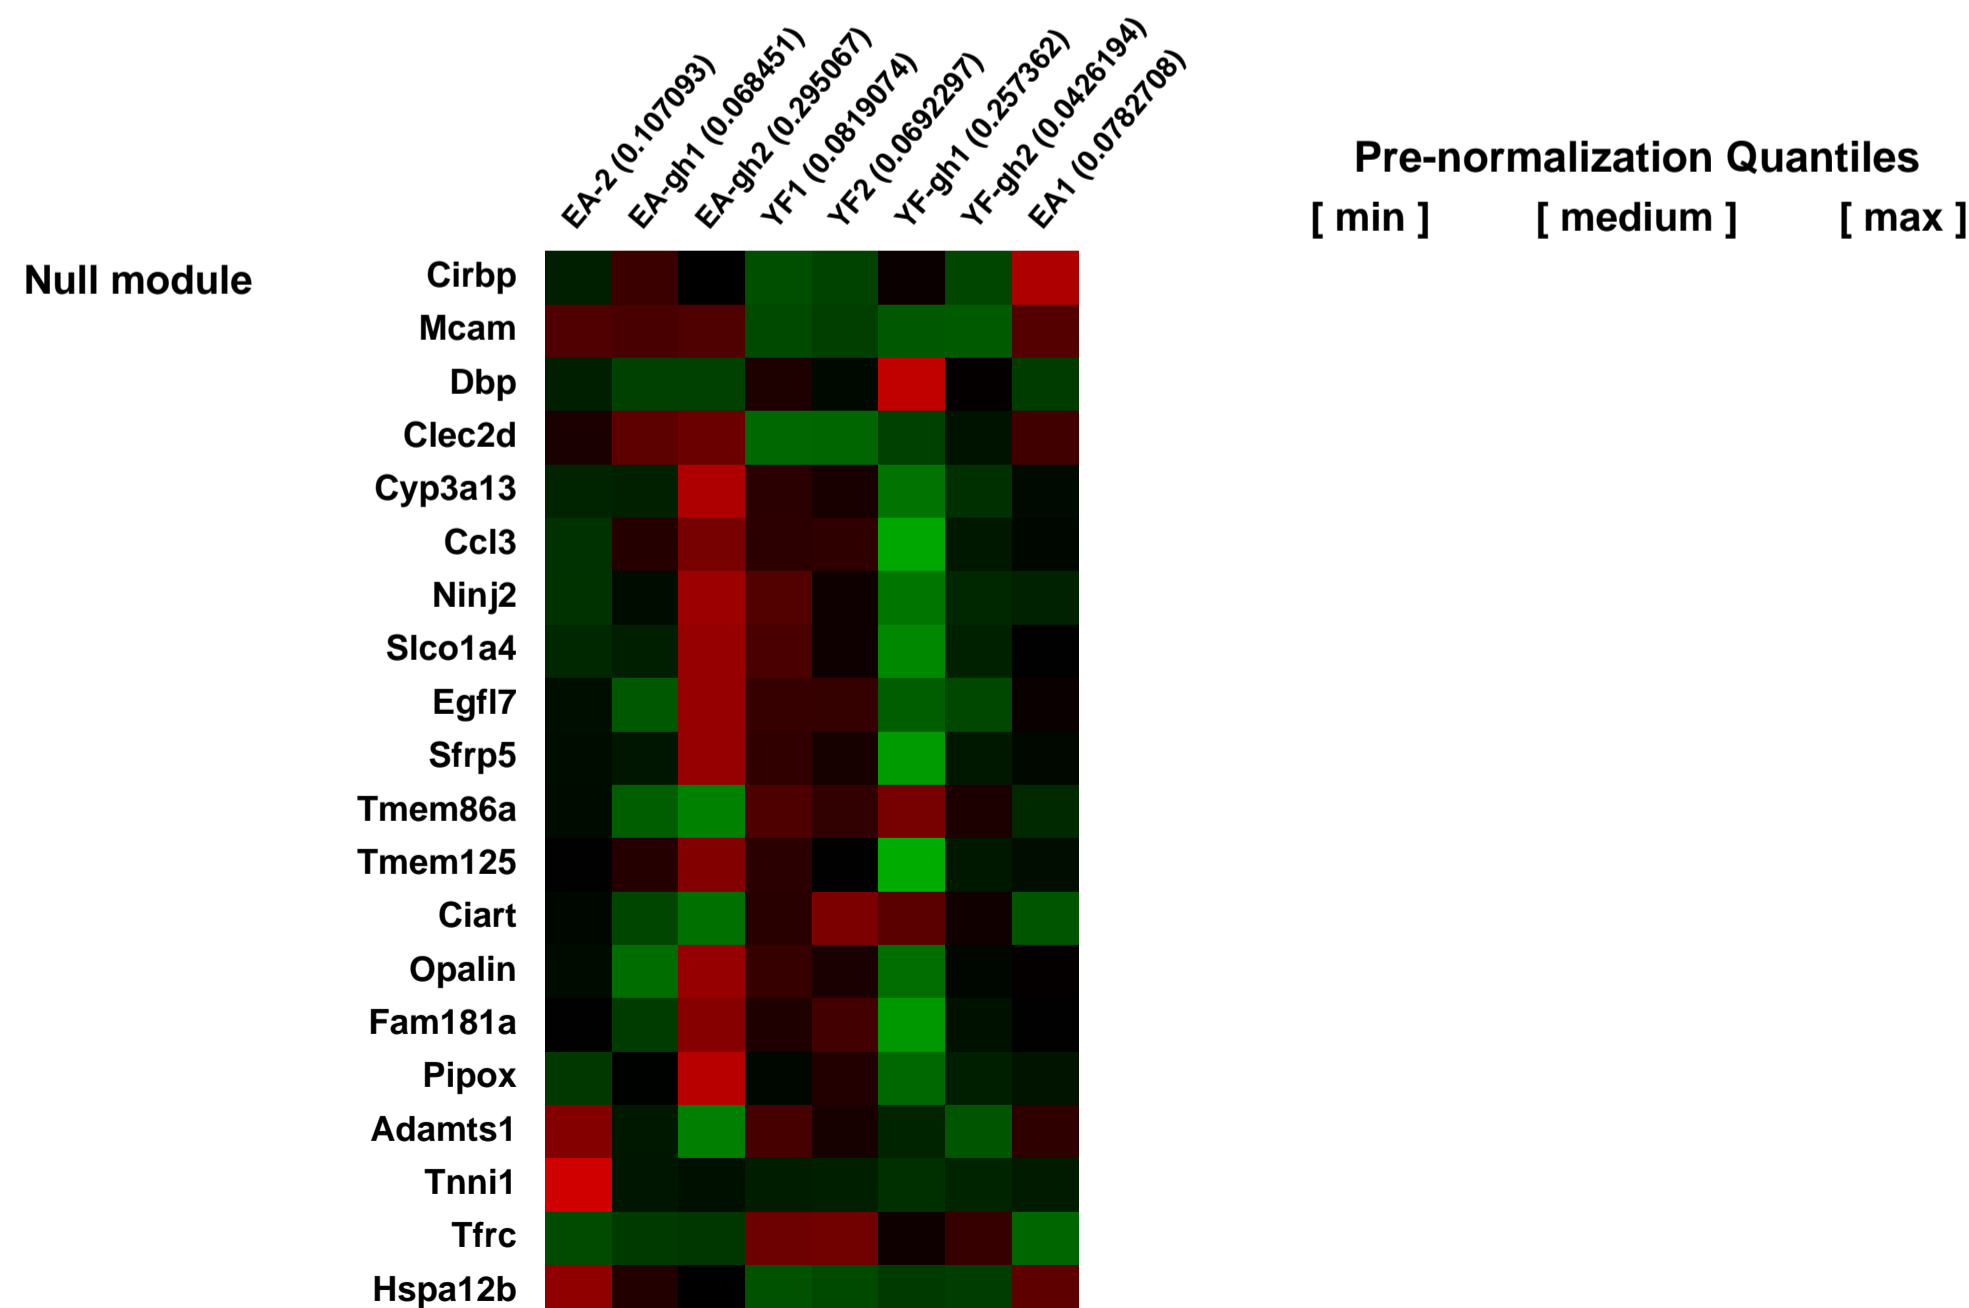 EA-2 (0.107093)
EA-gh1 (0.068451)
EA-gh2 (0.295067)
YF1 (0.0819074)
YF2 (0.0692297)
YF-gh1 (0.257362)
YF-gh2 (0.0426194)
EA1 (0.0782708)
Pre-normalization Quantiles
[ min ] [ medium ] [ max ]
Null module
Cirbp
Mcam
Dbp
Clec2d
Cyp3a13
Ccl3
Ninj2
Slco1a4
Egfl7
Sfrp5
Tmem86a
Tmem125
Ciart
Opalin
Fam181a
Pipox
Adamts1
Tnni1
Tfrc
Hspa12b